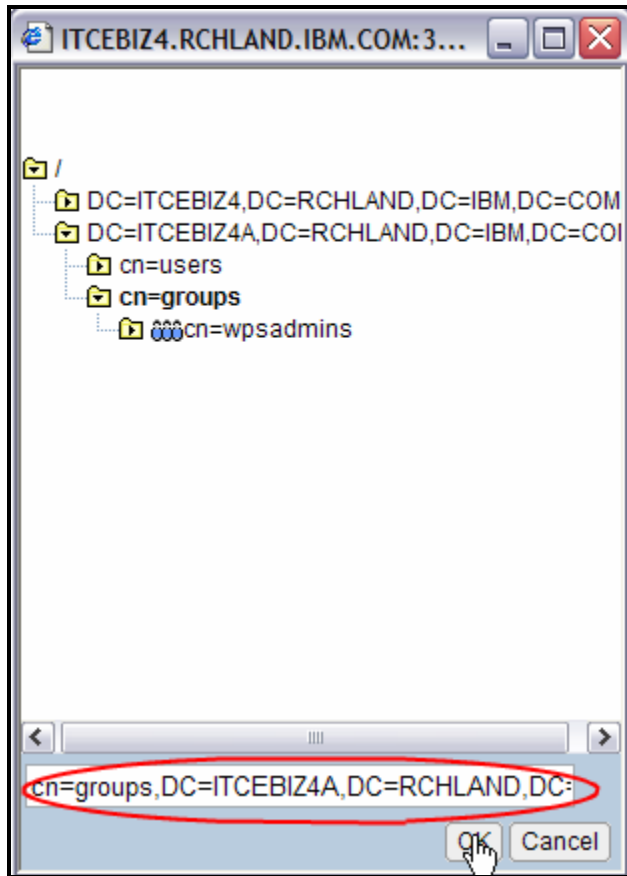 ITCEBIZ4.RCHLAND.IBM.COM:3...
/
DC=ITCEBIZ4,DC=RCHLAND,DC=IBM,DC=COM
DC=ITCEBIZ4A,DC=RCHLAND,DC=IBM,DC=CO
cn=users
cn=groups
cn=wpsadmins
cn=groups,DC=ITCEBIZ4A,DC=RCHLAND,DC=
OK Cancel